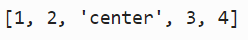 [1, 2, 'center', 3, 4]